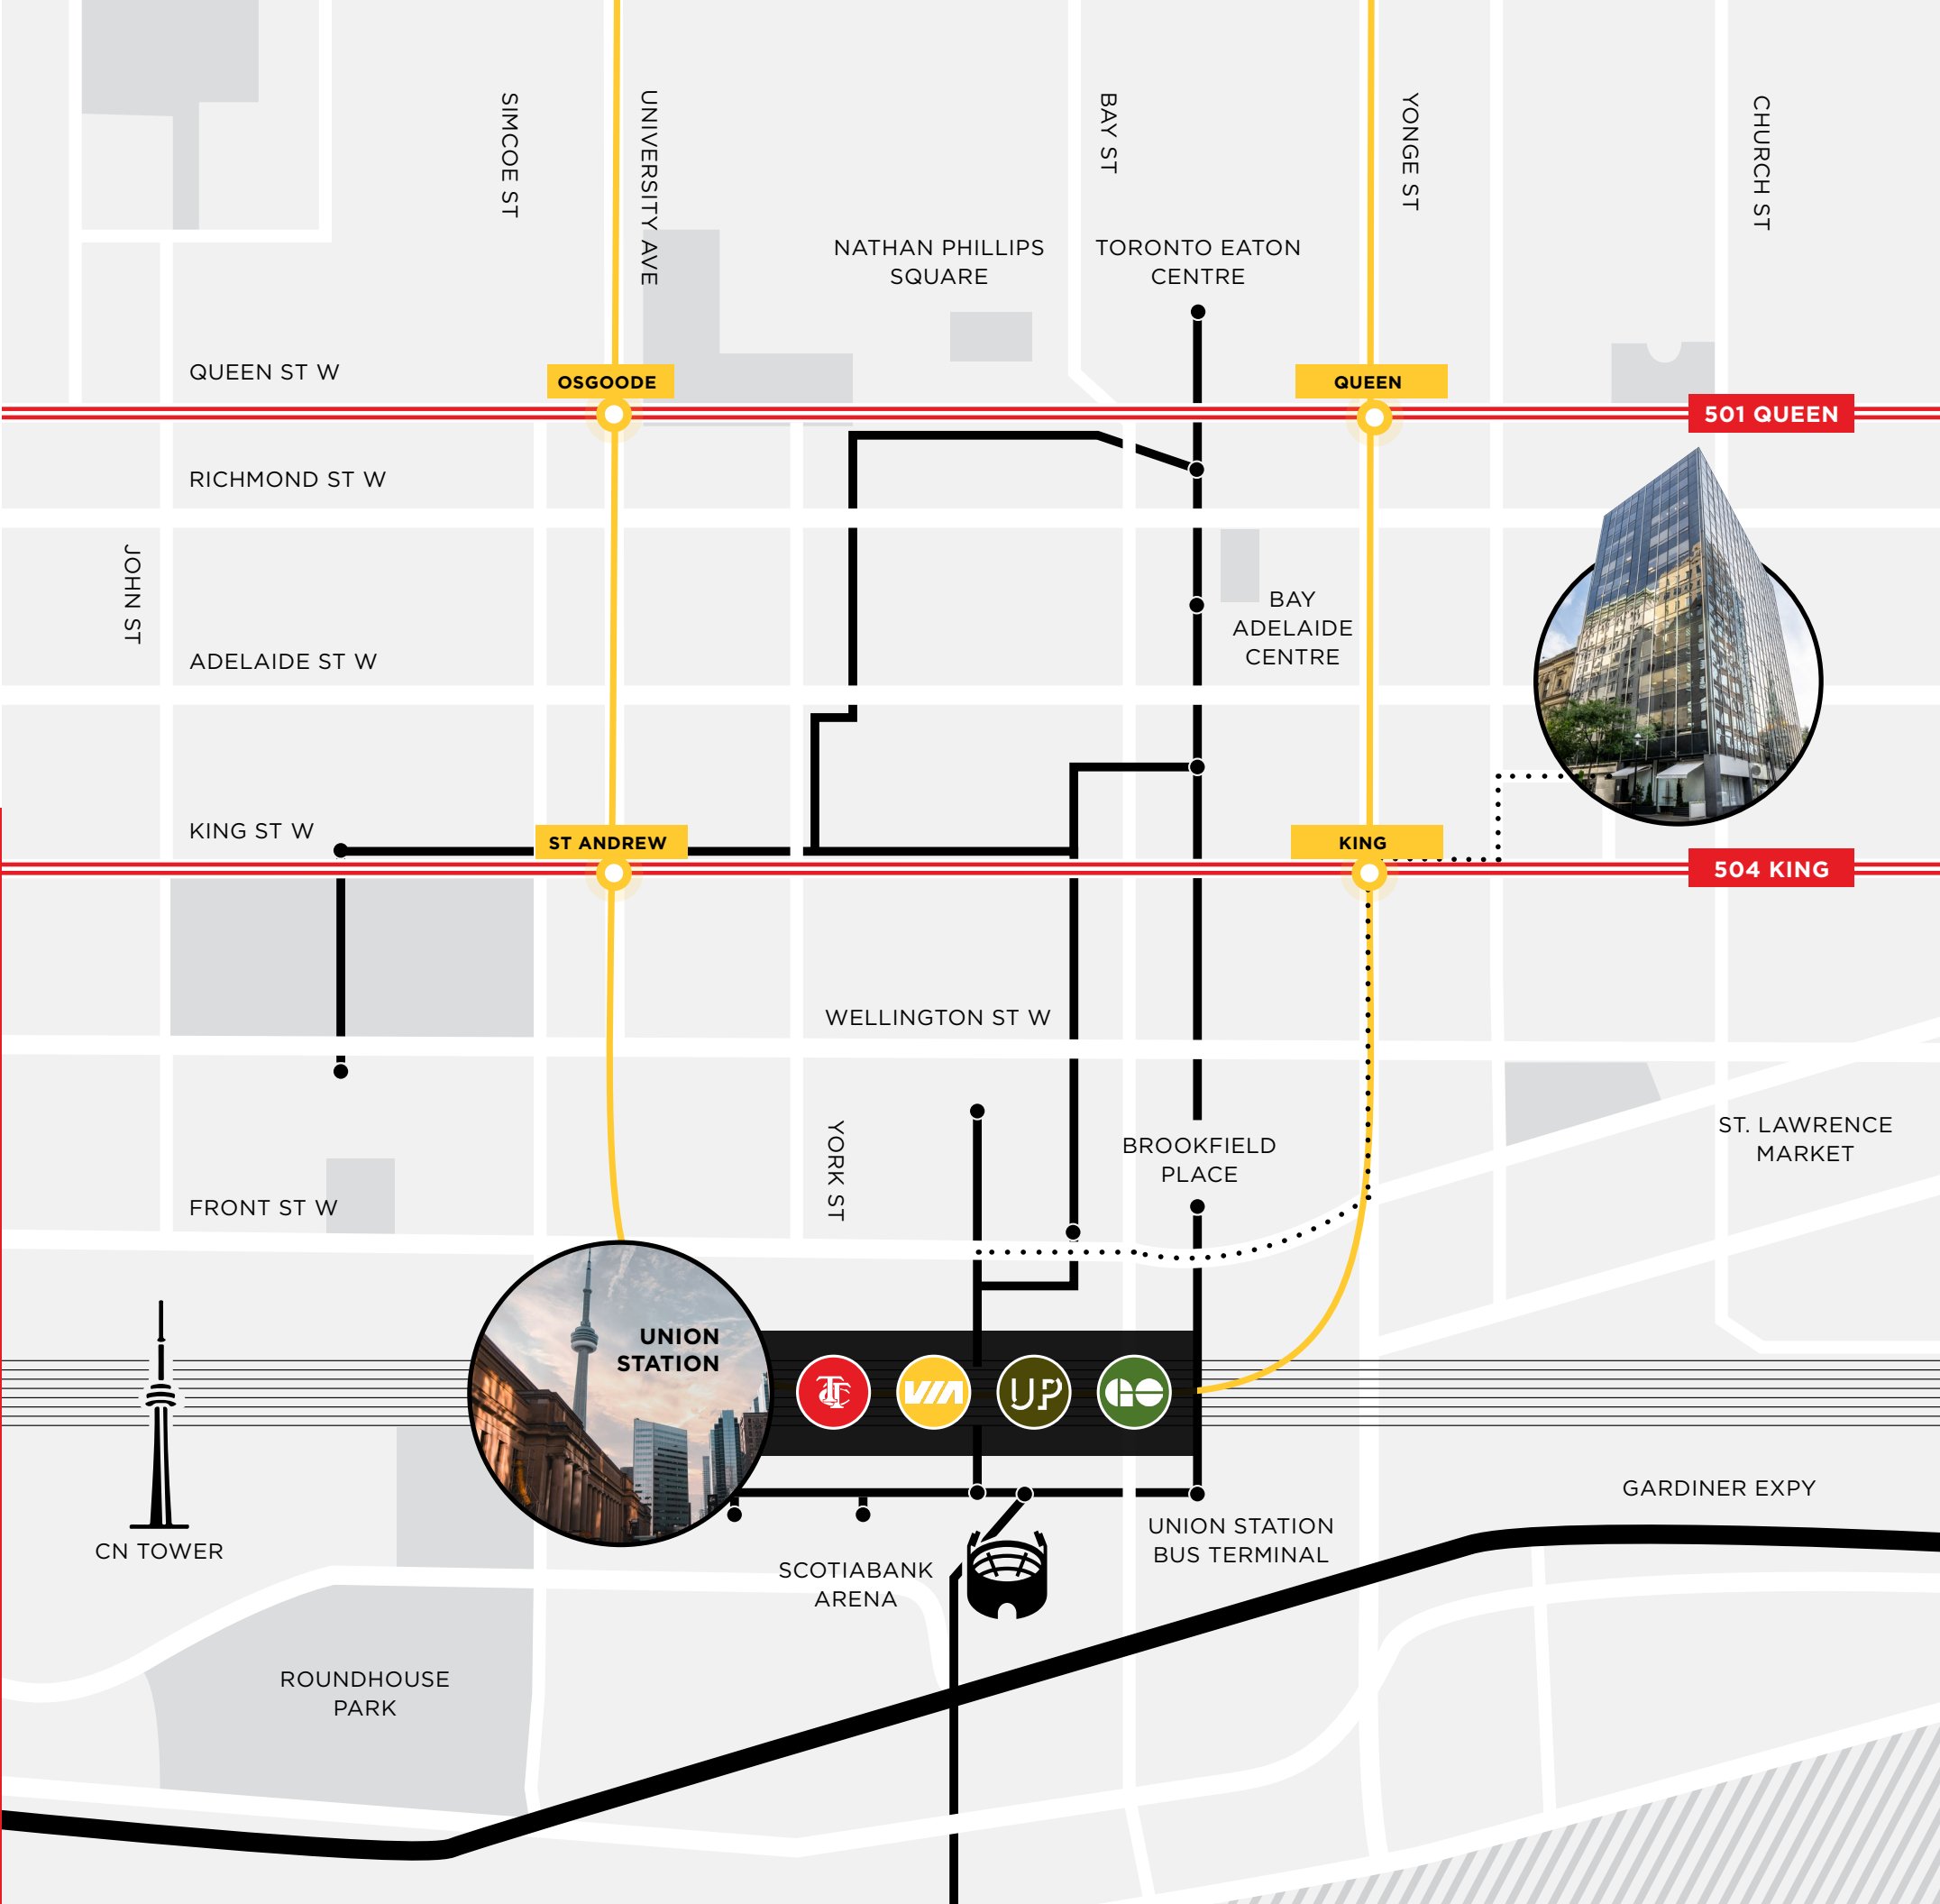 SIMCOE ST
UNIVERSITY AVE
BAY ST
YONGE ST
CHURCH ST
NATHAN PHILLIPS
SQUARE
TORONTO EATON
CENTRE
QUEEN ST W
OSGOODE
QUEEN
501 QUEEN
RICHMOND ST W
JOHN ST
BAY
ADELAIDE
CENTRE
ADELAIDE ST W
KING ST W
ST ANDREW
KING
504 KING
WELLINGTON ST W
YORK ST
BROOKFIELD
PLACE
ST. LAWRENCE
MARKET
FRONT ST W
UNION
STATION
TTC
VIA
UP
GO
GARDINER EXPY
CN TOWER
UNION STATION
BUS TERMINAL
SCOTIABANK
ARENA
ROUNDHOUSE
PARK